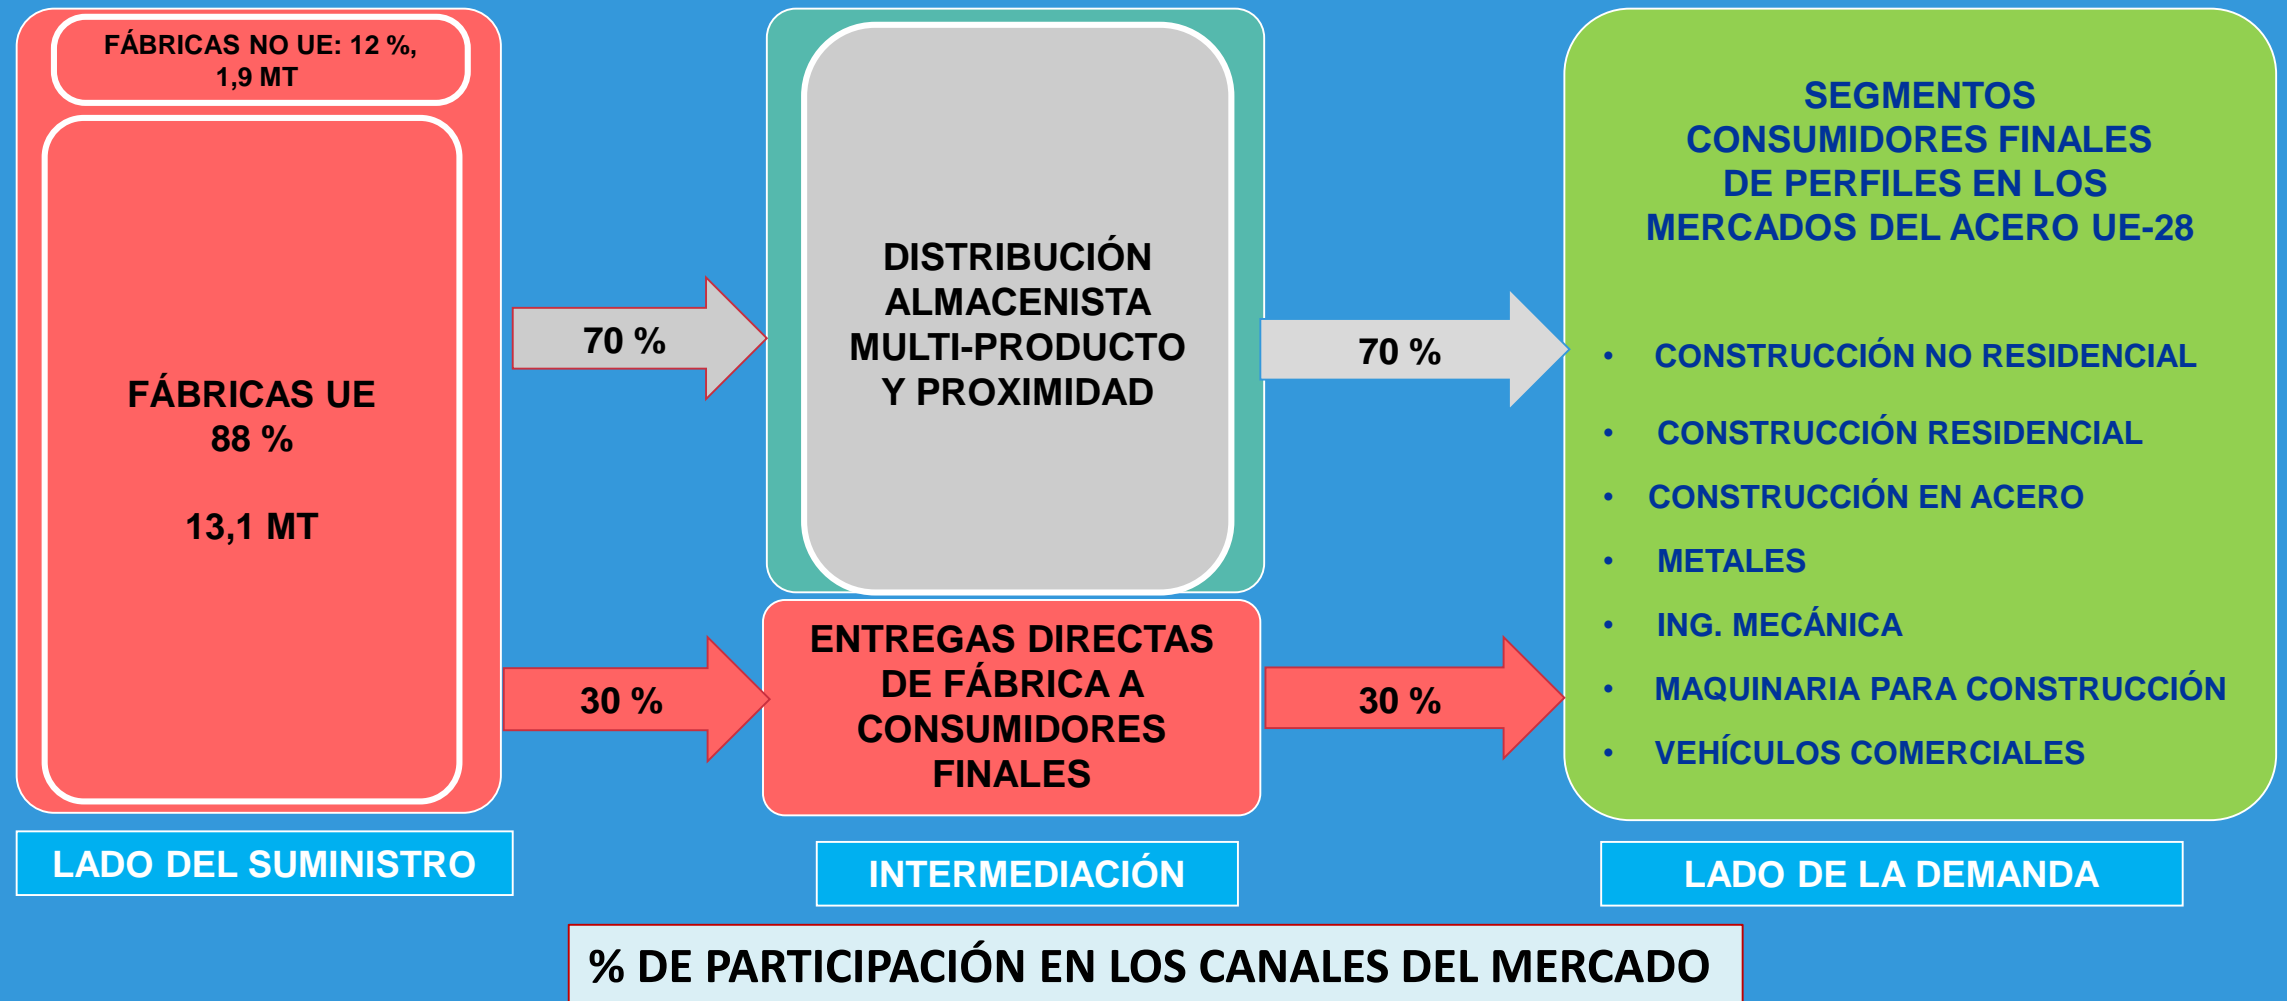 FÁBRICAS NO UE: 12 %,
1,9 MT
FÁBRICAS UE
88 %
13,1 MT
70 %
30 %
DISTRIBUCIÓN
ALMACENISTA
MULTI-PRODUCTO
Y PROXIMIDAD
ENTREGAS DIRECTAS
DE FÁBRICA A
CONSUMIDORES
FINALES
70 %
30 %
SEGMENTOS
CONSUMIDORES FINALES
DE PERFILES EN LOS
MERCADOS DEL ACERO UE-28
• CONSTRUCCIÓN NO RESIDENCIAL
• CONSTRUCCIÓN RESIDENCIAL
• CONSTRUCCIÓN EN ACERO
• METALES
• ING. MECÁNICA
• MAQUINARIA PARA CONSTRUCCIÓN
• VEHÍCULOS COMERCIALES
LADO DEL SUMINISTRO
INTERMEDIACIÓN
LADO DE LA DEMANDA
% DE PARTICIPACIÓN EN LOS CANALES DEL MERCADO